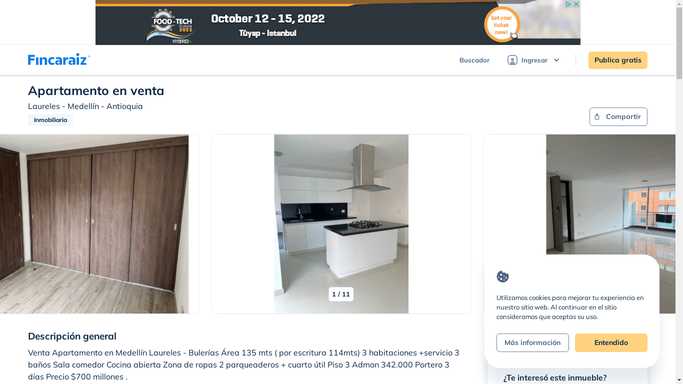 FOOD-TECH
October 12 - 15, 2022
Tüyap - Istanbul
Get your ticket now!
Fincaraiz
Buscador
Ingresar
Publica gratis
Apartamento en venta
Laureles - Medellín - Antioquia
Inmobiliaria
Compartir
1 / 11
Utilizamos cookies para mejorar tu experiencia en
nuestro sitio web. Al continuar en el sitio
consideramos que aceptas su uso.
Más información
Entendido
Descripción general
Venta Apartamento en Medellín Laureles - Bulerías Área 135 mts ( por escritura 114mts) 3 habitaciones +servicio 3
baños Sala comedor Cocina abierta Zona de ropas 2 parqueaderos + cuarto útil Piso 3 Admon 342.000 Portero 3
días Precio $700 millones .
¿Te interesó este inmueble?